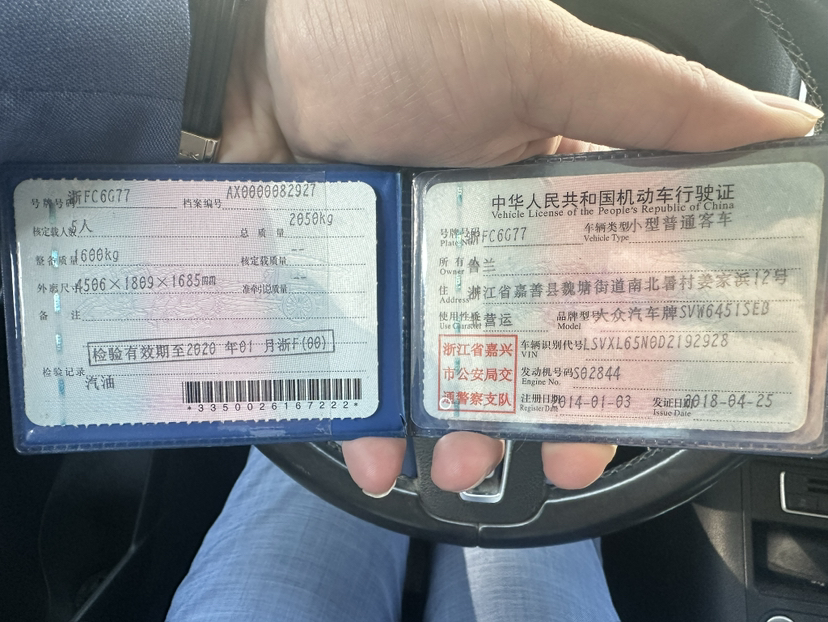 号牌号码 浙FC6G77 档案编号 AX0000082927
核定载人数 5人 总质量 2050kg
整备质量 1600kg 核定载质量 --
外廓尺寸 4506×1809×1685mm 准牵引总质量 --
备注
检验有效期至2020 年01 月浙F(00)
检验记录
汽油
*3350026167222*
中华人民共和国机动车行驶证
Vehicle License of the People's Republic of China
号牌号码 浙FC6G77 车辆类型 小型普通客车
Plate No. Vehicle Type
所有人 兰
Owner
住址 浙江省嘉善县魏塘街道南北暑村姜家浜12号
Address
使用性质 营运 品牌型号 大众汽车牌SVW6451SEB
Use Character Model
浙江省嘉兴
市公安局交
通警察支队
车辆识别代号 LSVXL65N0D2192928
VIN
发动机号码 S02844
Engine No.
注册日期 2014-01-03 发证日期 2018-04-25
Register Date Issue Date